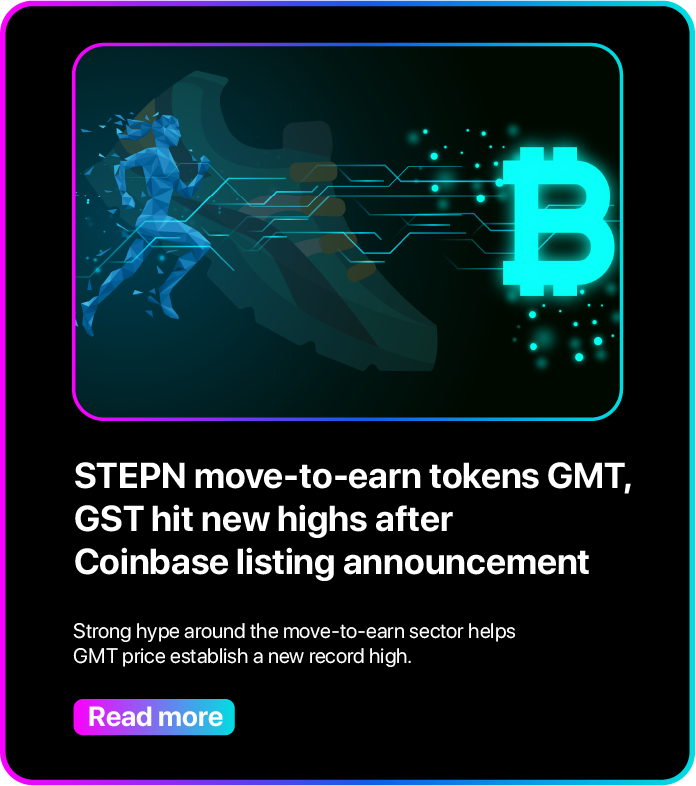 STEPN move-to-earn tokens GMT,
GST hit new highs after
Coinbase listing announcement
Strong hype around the move-to-earn sector helps
GMT price establish a new record high.
Read more